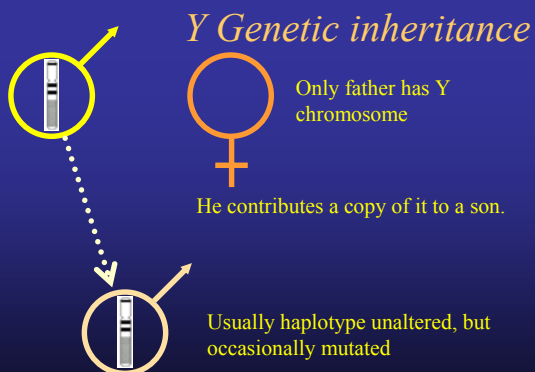 Y Genetic inheritance
Only father has Y
chromosome
He contributes a copy of it to a son.
Usually haplotype unaltered, but
occasionally mutated